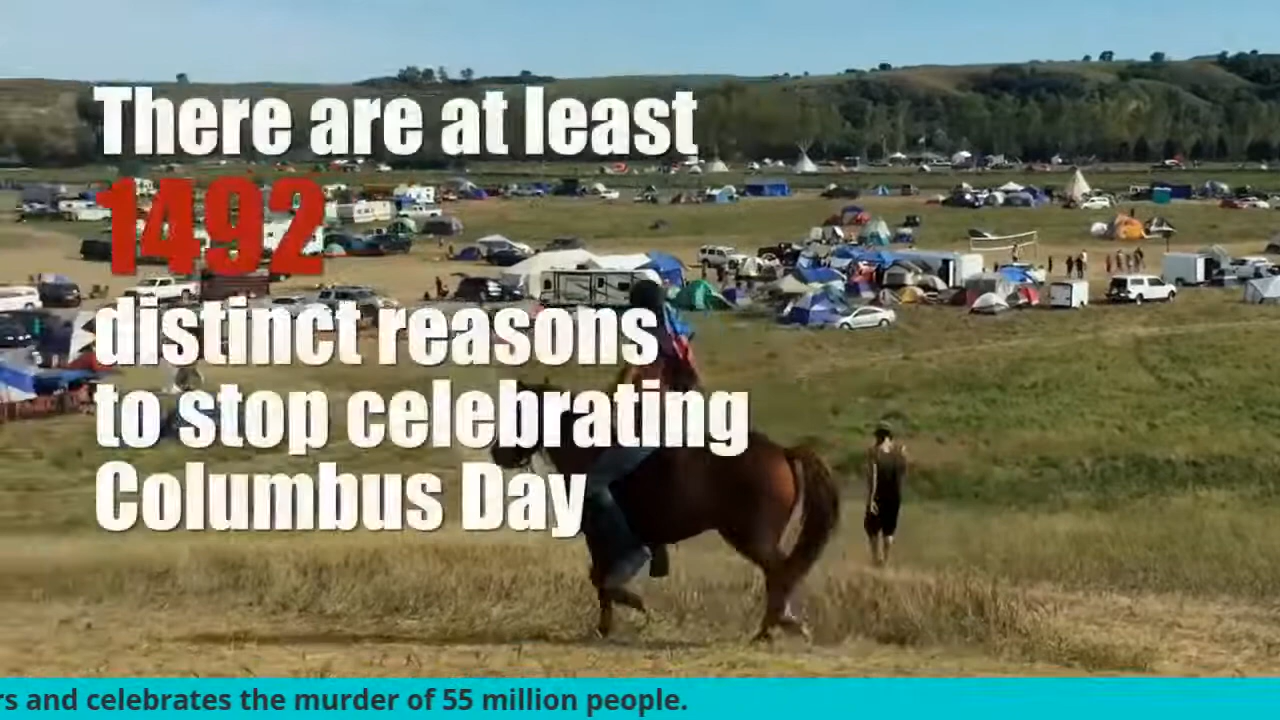 There are at least
1492
distinct reasons
to stop celebrating
Columbus Day
and celebrates the murder of 55 million people.